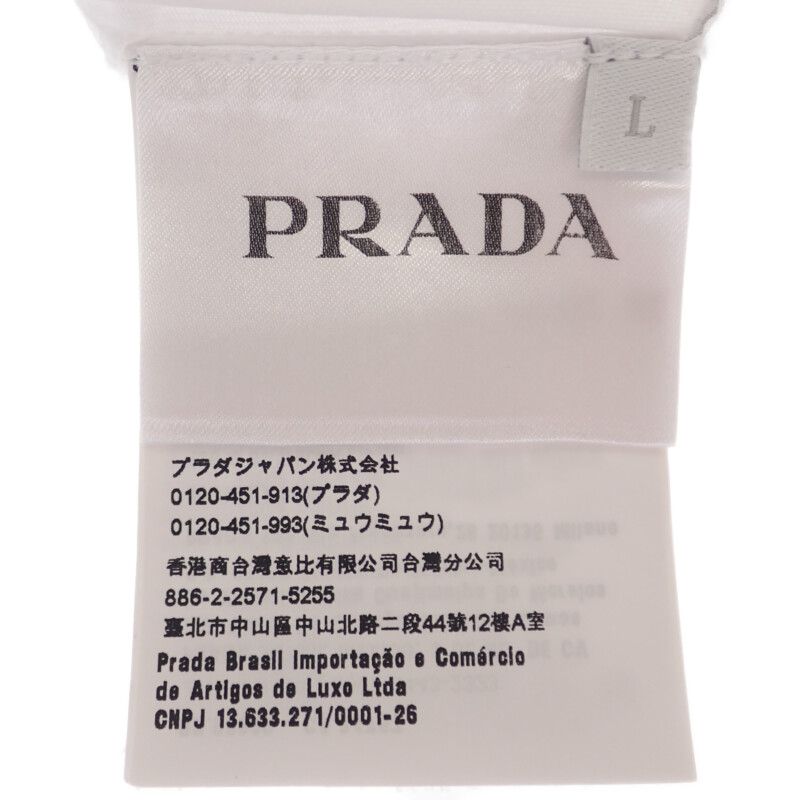 L
PRADA
プラダジャパン株式会社
0120-451-913(プラダ)
0120-451-993(ミュウミュウ)
香港商台灣意比有限公司台灣分公司
886-2-2571-5255
臺北市中山區中山北路二段44號12樓A室
Prada Brasil Importação e Comércio
de Artigos de Luxo Ltda
CNPJ 13.633.271/0001-26